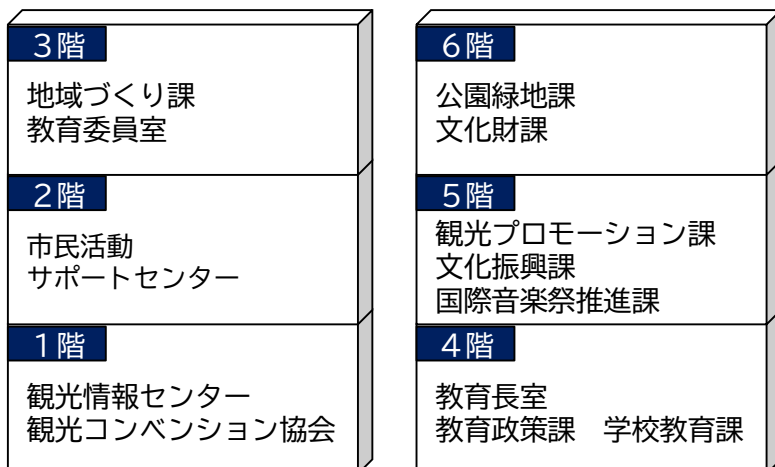 3階
地域づくり課
教育委員室
2階
市民活動
サポートセンター
1階
観光情報センター
観光コンベンション協会
6階
公園緑地課
文化財課
5階
観光プロモーション課
文化振興課
国際音楽祭推進課
4階
教育長室
教育政策課　学校教育課